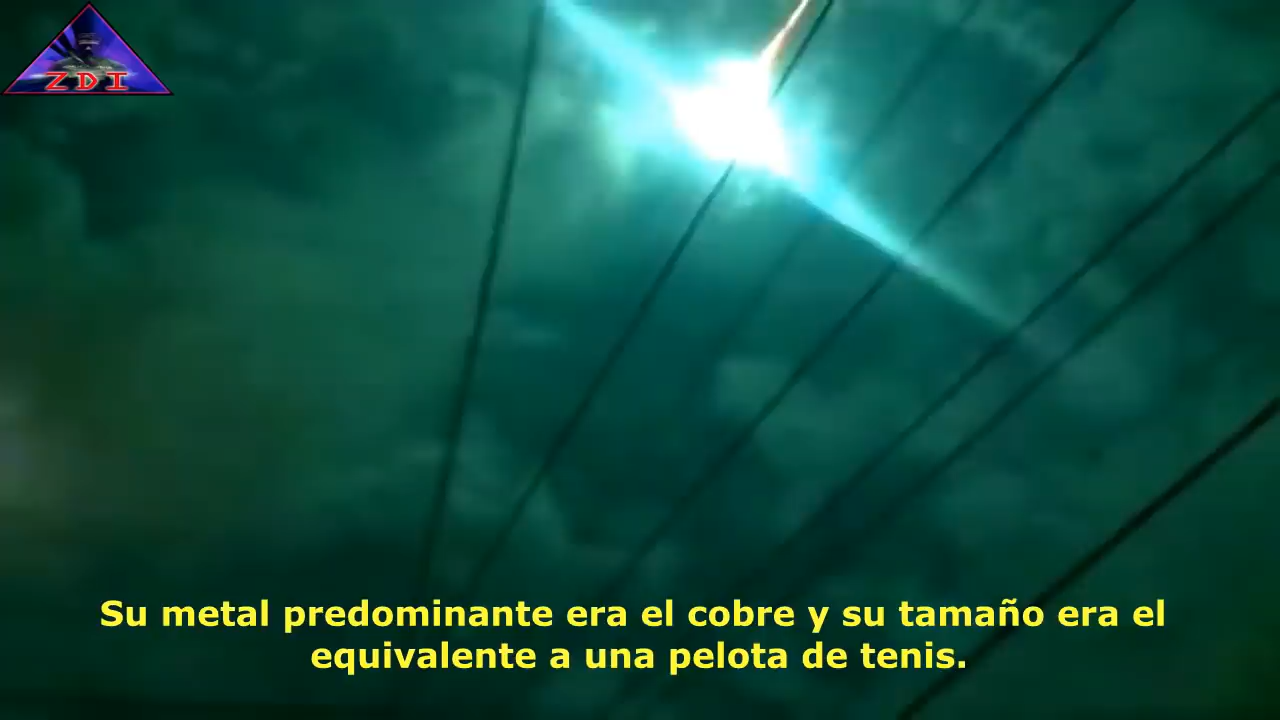 ZDI
Su metal predominante era el cobre y su tamaño era el
equivalente a una pelota de tenis.